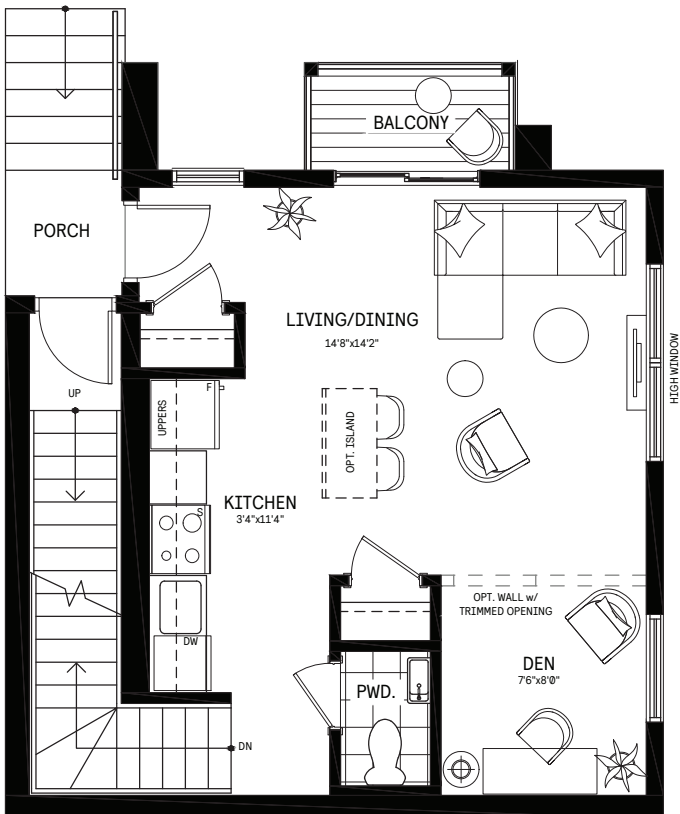 BALCONY
PORCH
LIVING/DINING
14'8"x14'2"
HIGH WINDOW
UP
F
UPPERS
OPT. ISLAND
KITCHEN
3'4"x11'4"
S
OPT. WALL w/
TRIMMED OPENING
DW
PWD.
DEN
7'6"x8'0"
DN